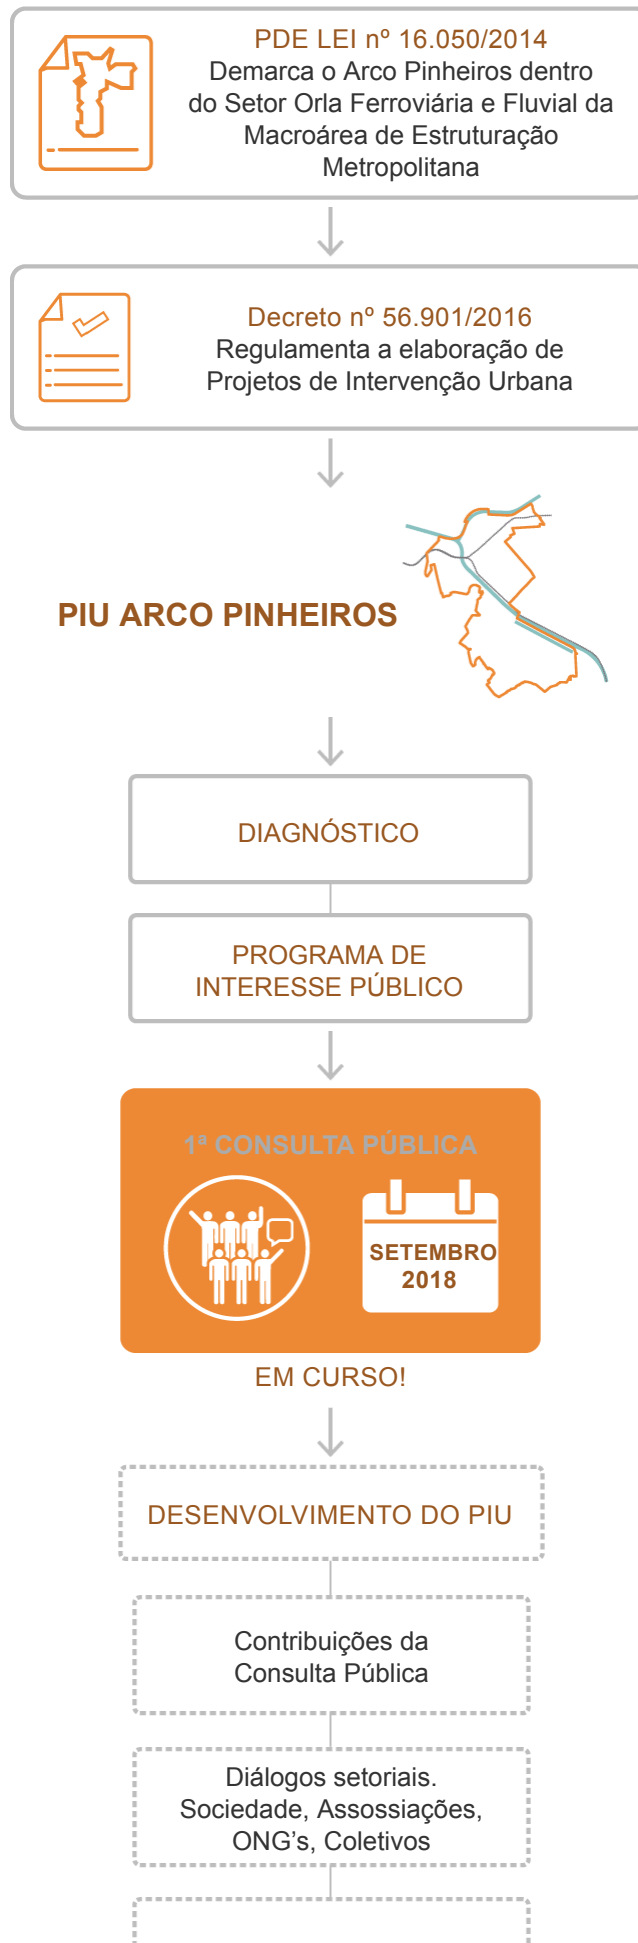 PDE LEI nº 16.050/2014
Demarca o Arco Pinheiros dentro
do Setor Orla Ferroviária e Fluvial da
Macroárea de Estruturação
Metropolitana
Decreto nº 56.901/2016
Regulamenta a elaboração de
Projetos de Intervenção Urbana
PIU ARCO PINHEIROS
DIAGNÓSTICO
PROGRAMA DE
INTERESSE PÚBLICO
1ª CONSULTA PÚBLICA
SETEMBRO
2018
EM CURSO!
DESENVOLVIMENTO DO PIU
Contribuições da
Consulta Pública
Diálogos setoriais.
Sociedade, Assossiações,
ONG's, Coletivos